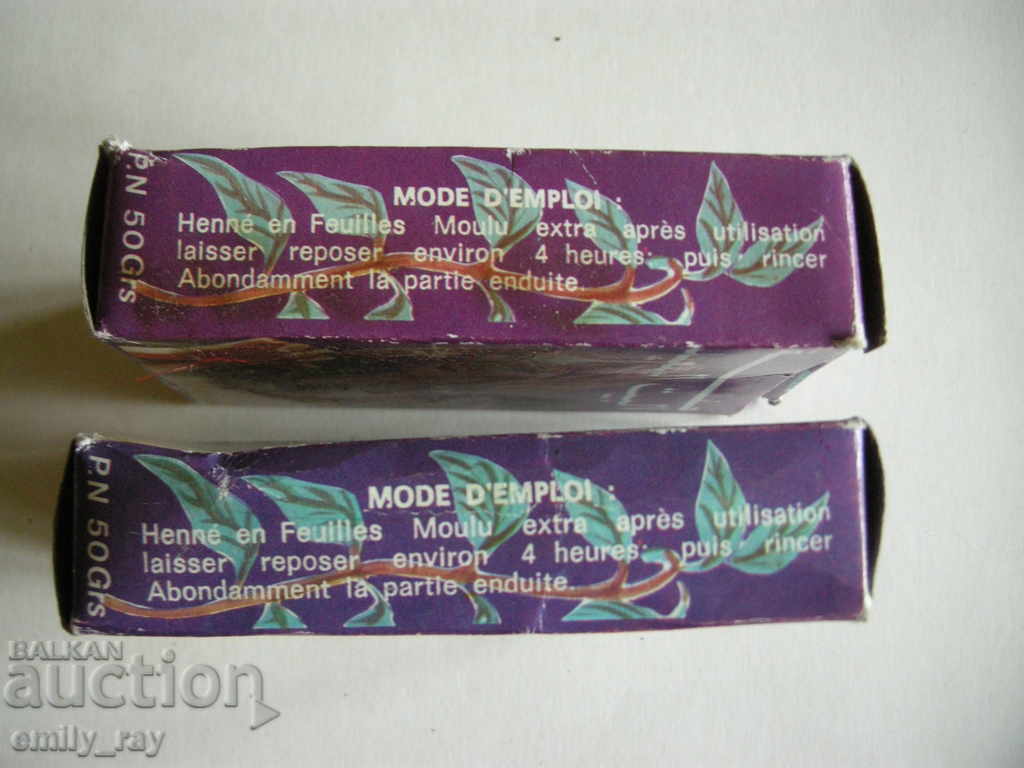 P.N 50Grs
MODE D'EMPLOI :
Henné en Feuilles Moulu extra après utilisation
laisser reposer environ 4 heures; puis; rincer
Abondamment la partie enduite.
P.N 50Grs
MODE D'EMPLOI :
Henné en Feuilles Moulu extra après utilisation
laisser reposer environ 4 heures; puis; rincer
Abondamment la partie enduite.
BALKAN
auction
emily_ray